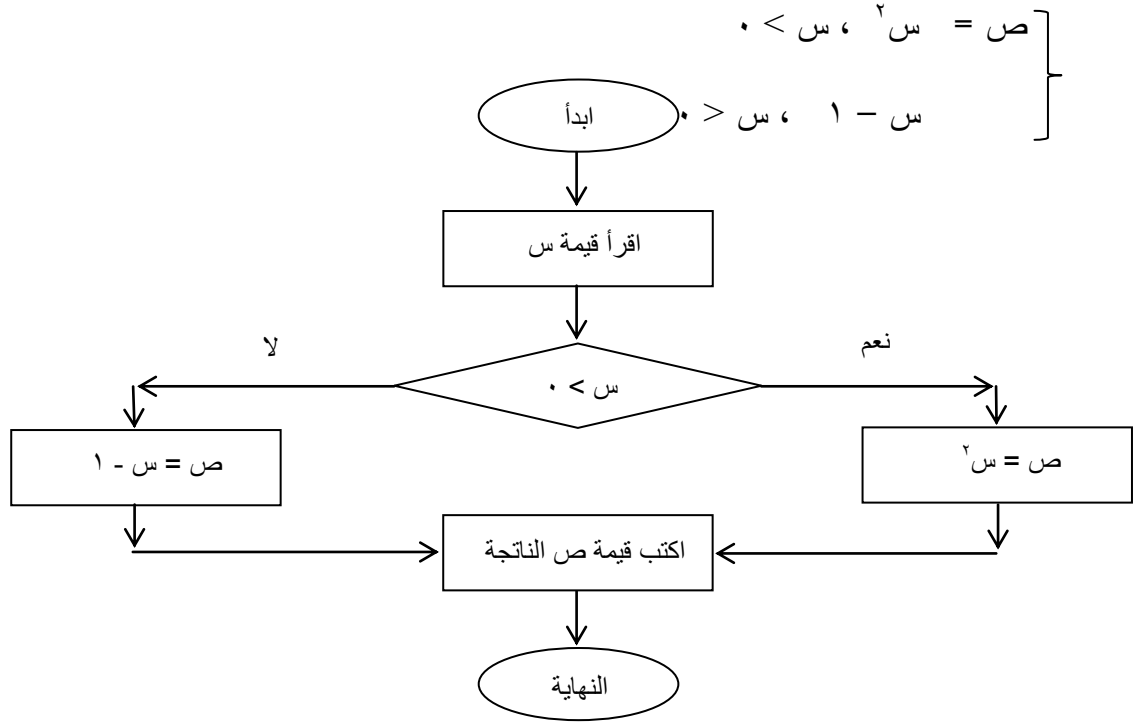 ص = س٢ ، س > ٠
س – ١ ، س < ٠
ابدأ
اقرأ قيمة س
نعم
لا
س > ٠
ص = س٢
ص = س - ١
اكتب قيمة ص الناتجة
النهاية